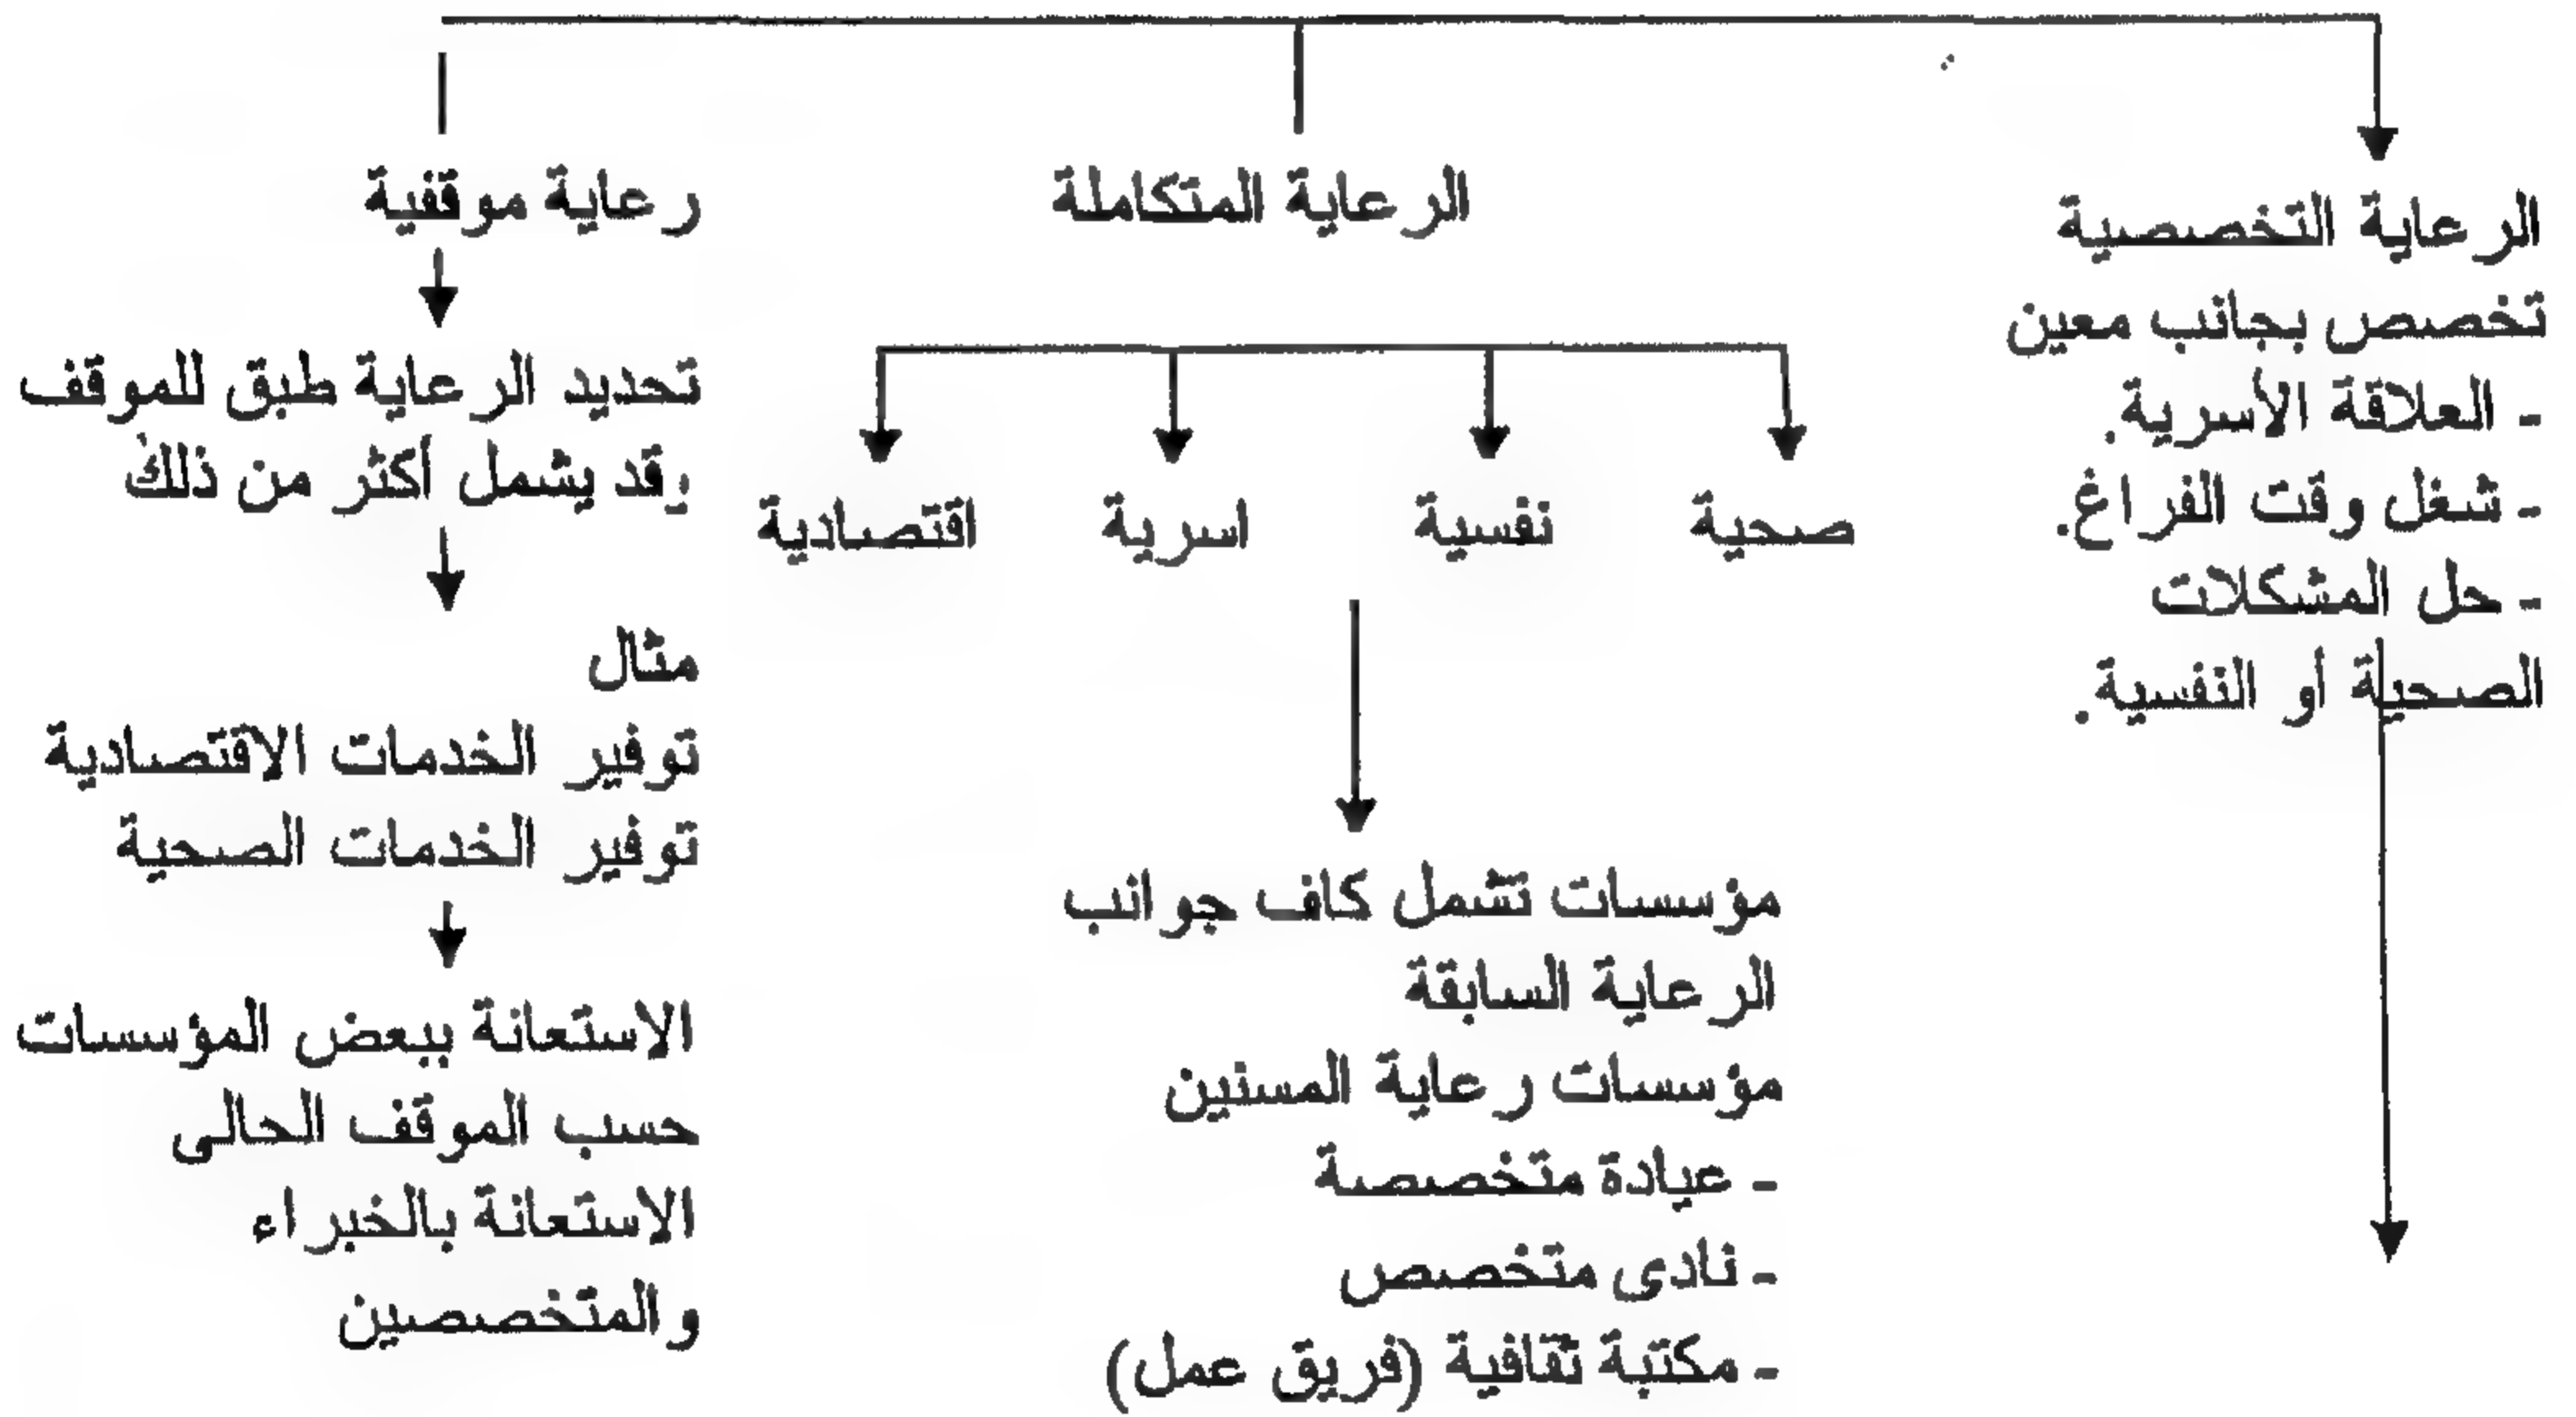 الرعاية التخصصية
تخصص بجانب معين
- العلاقة الأسرية.
- شغل وقت الفراغ.
- حل المشكلات
الصحية أو النفسية.
الرعاية المتكاملة
صحية
نفسية
اسرية
اقتصادية
مؤسسات تشمل كاف جوانب
الرعاية السابقة
مؤسسات رعاية المسنين
- عيادة متخصصة
- نادى متخصص
- مكتبة ثقافية (فريق عمل)
رعاية موقفية
تحديد الرعاية طبق للموقف
وقد يشمل أكثر من ذلك
مثال
توفير الخدمات الاقتصادية
توفير الخدمات الصحية
الاستعانة ببعض المؤسسات
حسب الموقف الحالى
الاستعانة بالخبراء
والمتخصصين